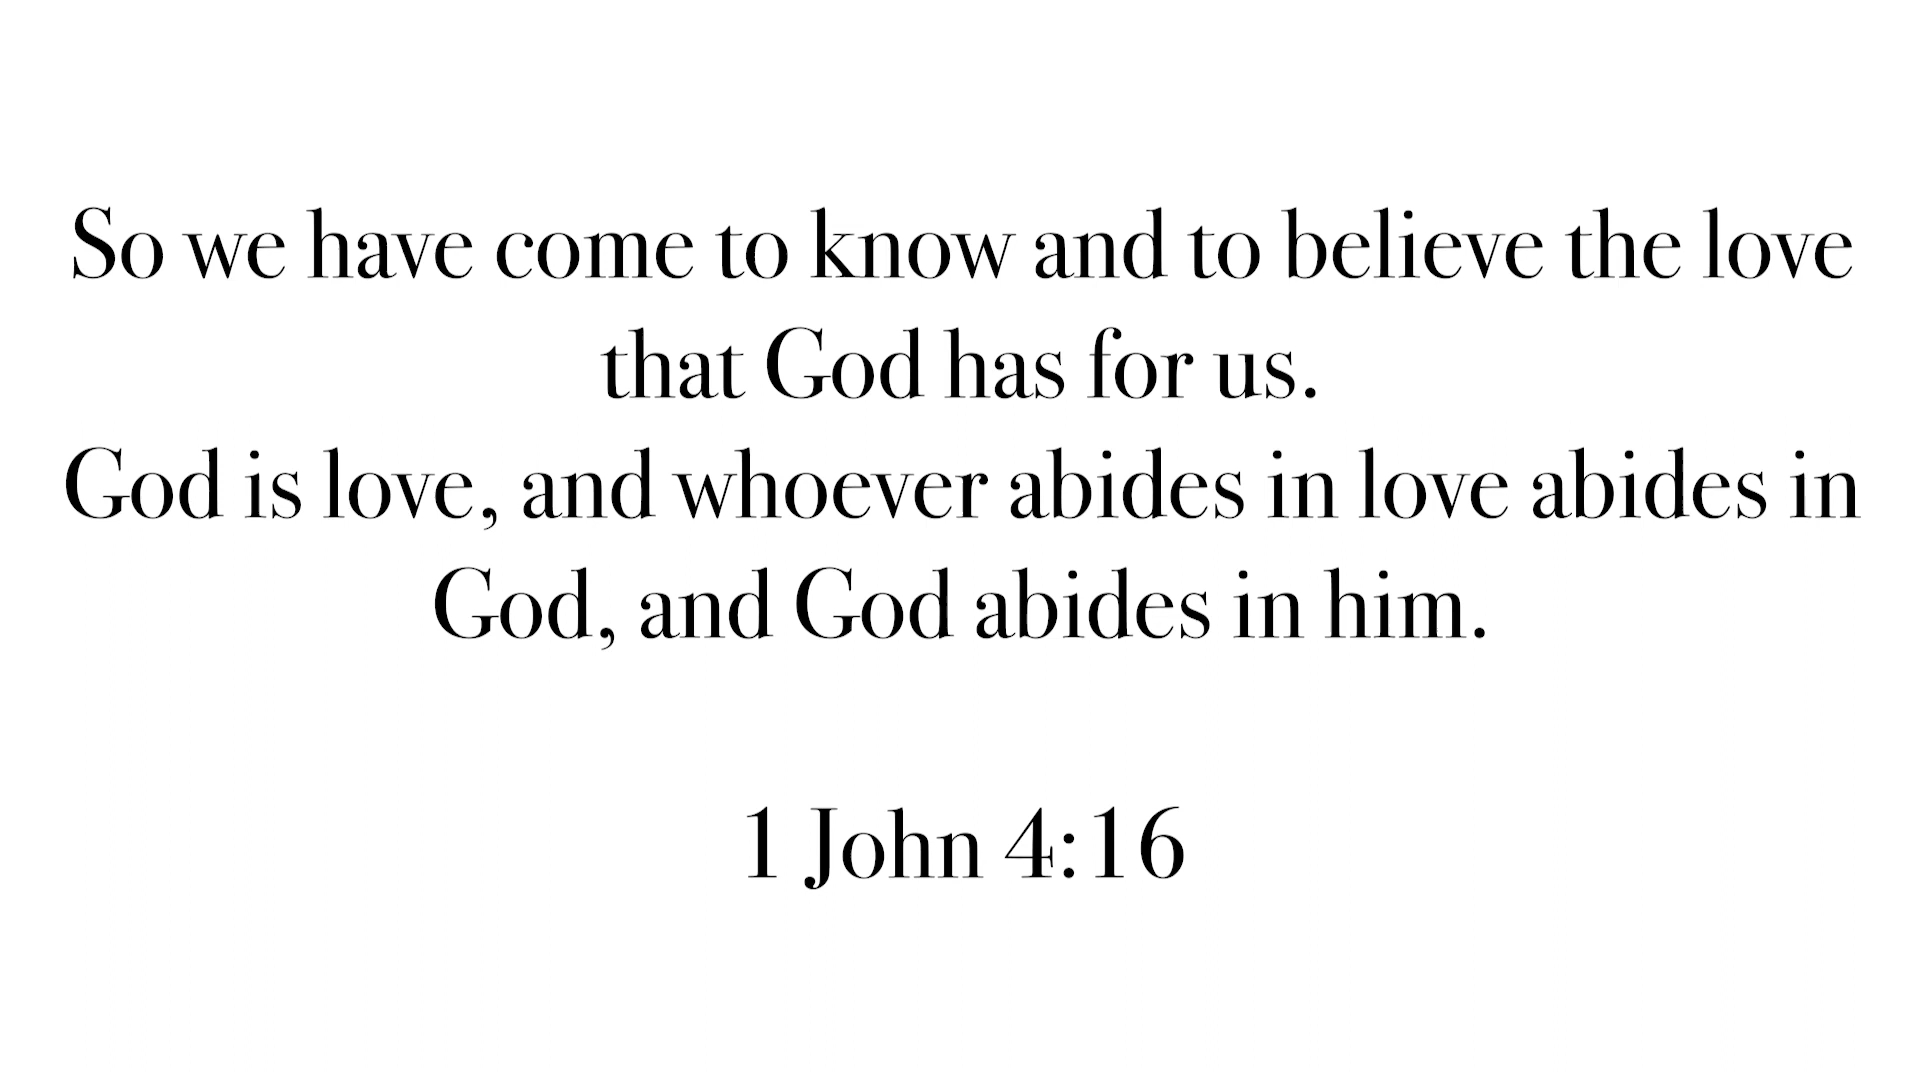 So we have come to know and to believe the love
that God has for us.
God is love, and whoever abides in love abides in
God, and God abides in him.
1 John 4:16